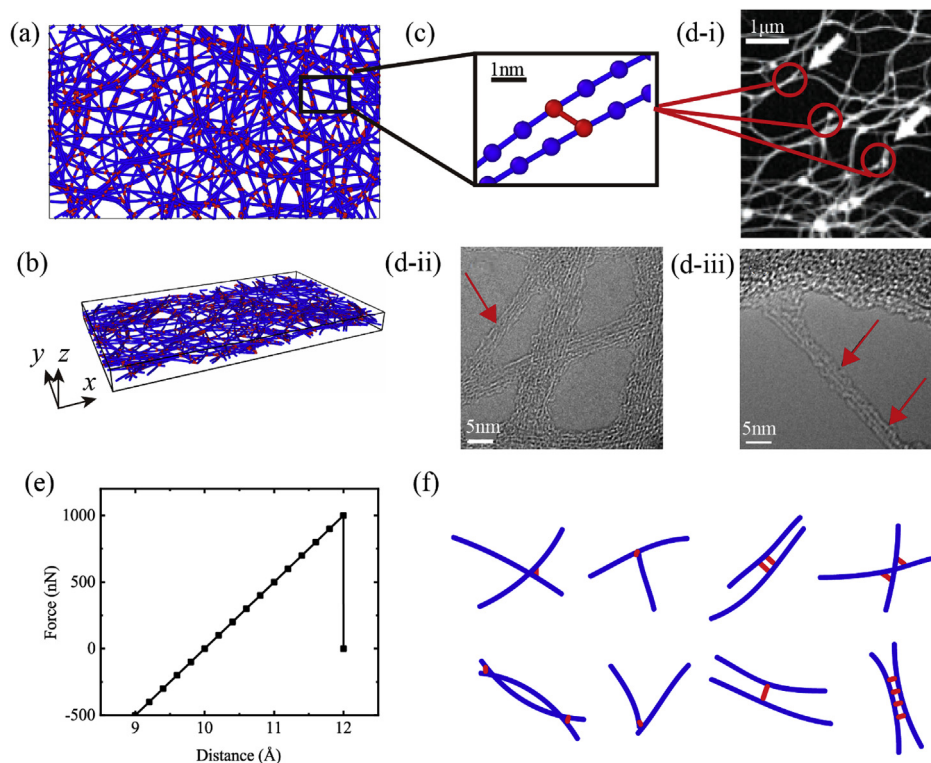 (a)
(c)
(d-i)
1nm
1μm
(b)
(d-ii)
(d-iii)
y z
x
5nm
5nm
(e)
(f)
1000
500
0
-500
Force (nN)
9 10 11 12
Distance (Å)